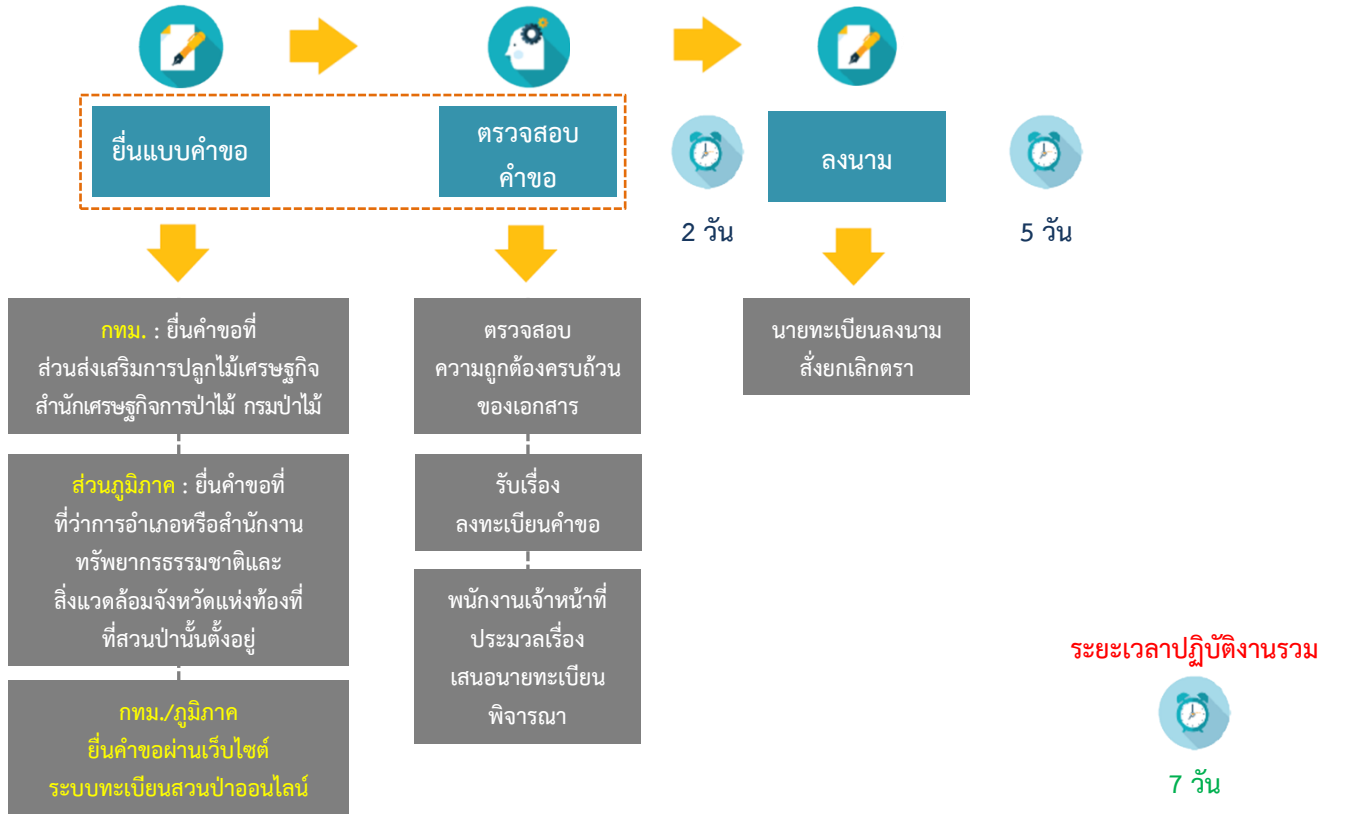 ยื่นแบบคำขอ
ตรวจสอบ
คำขอ
2 วัน
ลงนาม
5 วัน
กทม. : ยื่นคำขอที่
ส่วนส่งเสริมการปลูกไม้เศรษฐกิจ
สำนักเศรษฐกิจการป่าไม้ กรมป่าไม้
ส่วนภูมิภาค : ยื่นคำขอที่
ที่ว่าการอำเภอหรือสำนักงาน
ทรัพยากรธรรมชาติและ
สิ่งแวดล้อมจังหวัดแห่งท้องที่
ที่สวนป่านั้นตั้งอยู่
กทม./ภูมิภาค
ยื่นคำขอผ่านเว็บไซต์
ระบบทะเบียนสวนป่าออนไลน์
ตรวจสอบ
ความถูกต้องครบถ้วน
ของเอกสาร
รับเรื่อง
ลงทะเบียนคำขอ
พนักงานเจ้าหน้าที่
ประมวลเรื่อง
เสนอนายทะเบียน
พิจารณา
นายทะเบียนลงนาม
สั่งยกเลิกตรา
ระยะเวลาปฏิบัติงานรวม
7 วัน